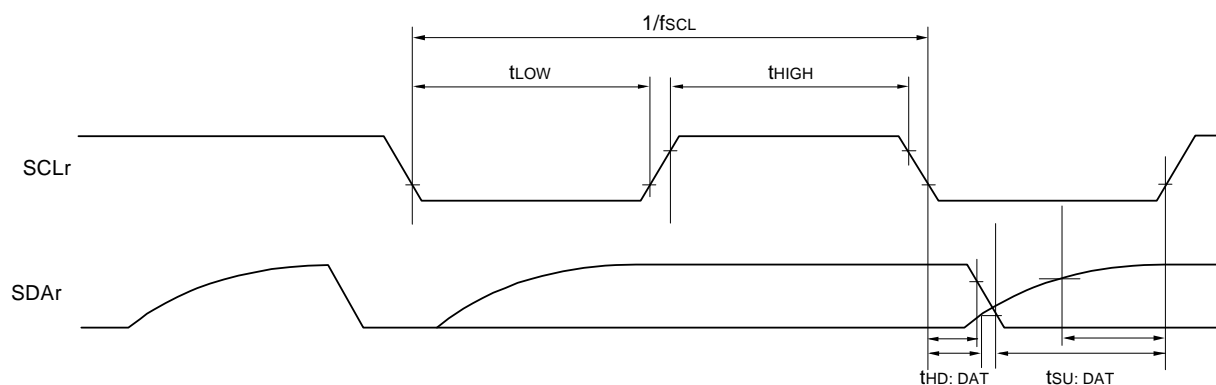 1/fSCL
tLOW
tHIGH
SCLr
SDAr
tHD: DAT
tSU: DAT